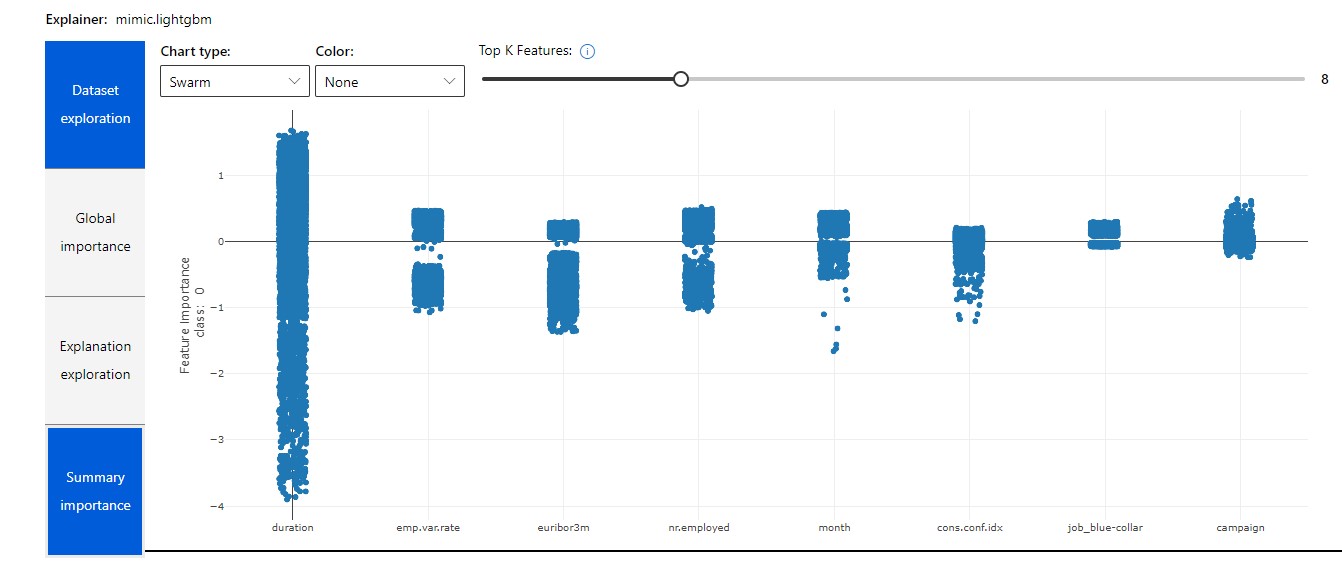 Explainer: mimic.lightgbm
Dataset
exploration
Global
importance
Explanation
exploration
Summary
importance
Chart type:
Swarm
Color:
None
Top K Features:
8
Feature Importance
class: 0
1
0
−1
−2
−3
−4
duration
emp.var.rate
euribor3m
nr.employed
month
cons.conf.idx
job_blue-collar
campaign